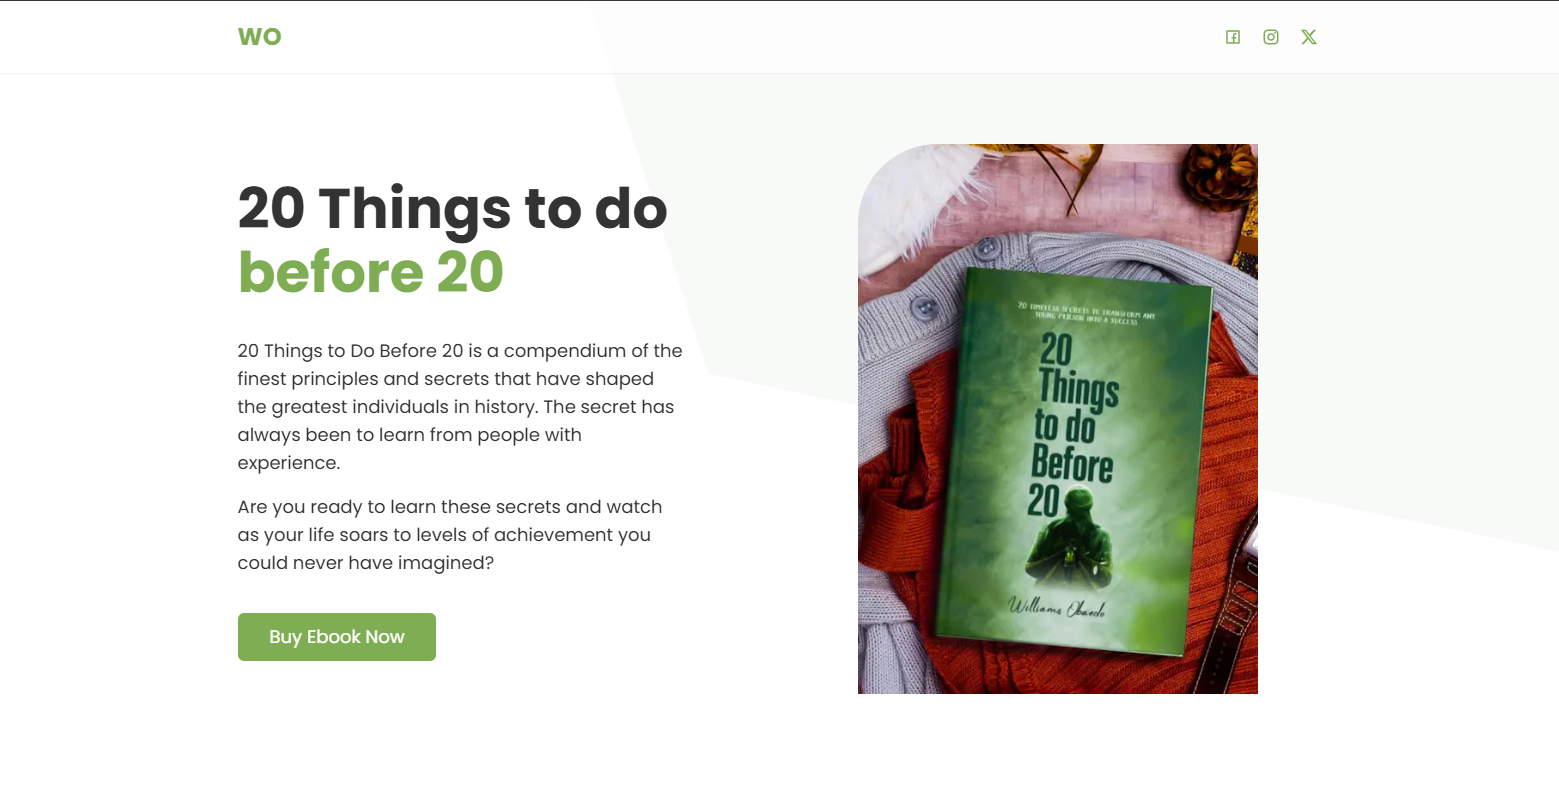 WO
20 Things to do
before 20
20 Things to Do Before 20 is a compendium of the
finest principles and secrets that have shaped
the greatest individuals in history. The secret has
always been to learn from people with
experience.
Are you ready to learn these secrets and watch
as your life soars to levels of achievement you
could never have imagined?
Buy Ebook Now
20 TIMELESS SECRETS TO TRANSFORM ANY
YOUNG PERSON INTO A SUCCESS
20
Things
to do
Before
20
Williams Obaedo